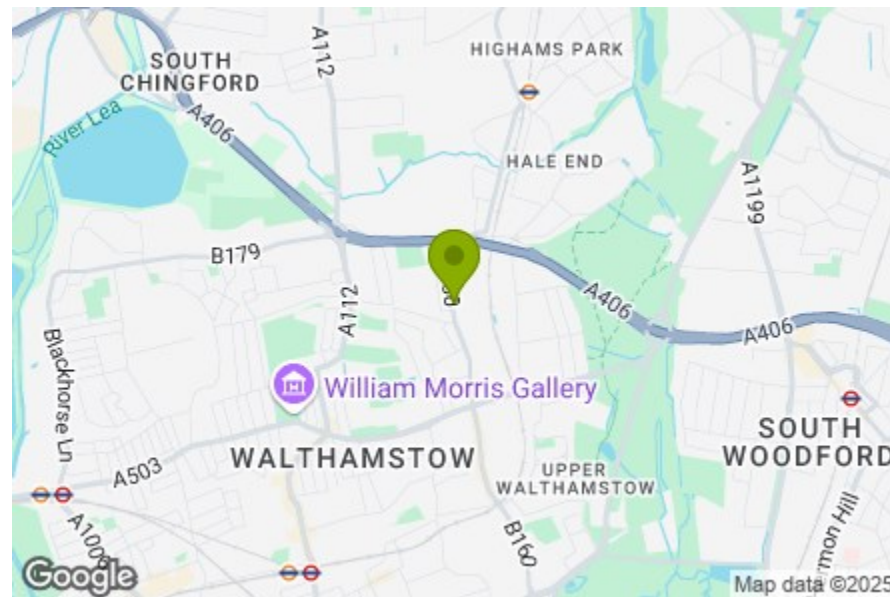 SOUTH
CHINGFORD
A112
HIGHAMS PARK
River Lea
A406
HALE END
A1199
B179
A112
A406
A406
Blackhorse Ln
William Morris Gallery
SOUTH
WOODFORD
WALTHAMSTOW
A503
UPPER
WALTHAMSTOW
B160
Google
Map data ©2025